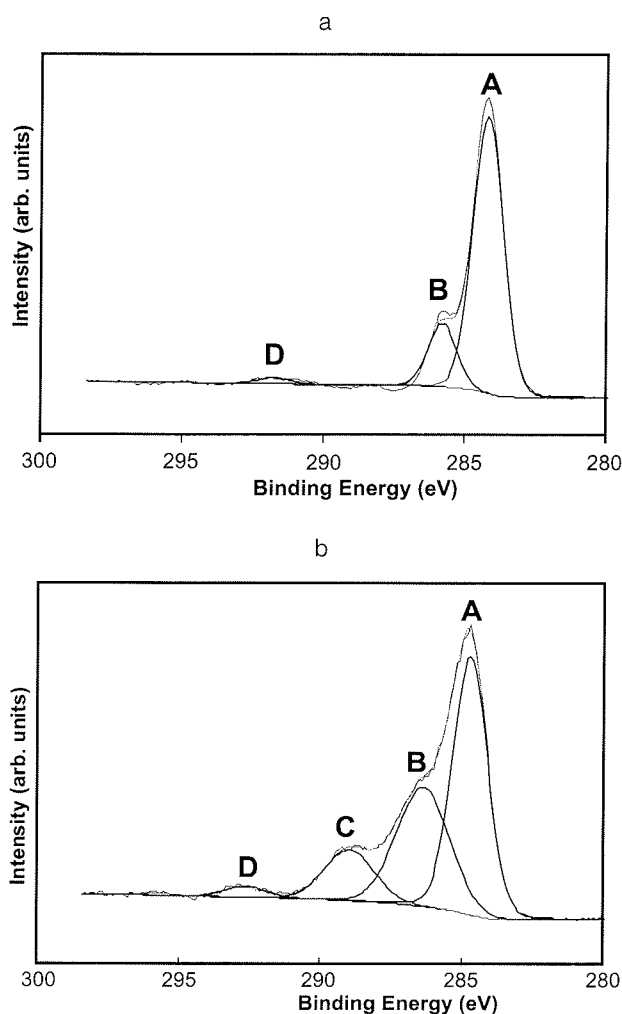 a
A
B
D
Intensity (arb. units)
300 295 290 285 280
Binding Energy (eV)
b
A
B
C
D
Intensity (arb. units)
300 295 290 285 280
Binding Energy (eV)